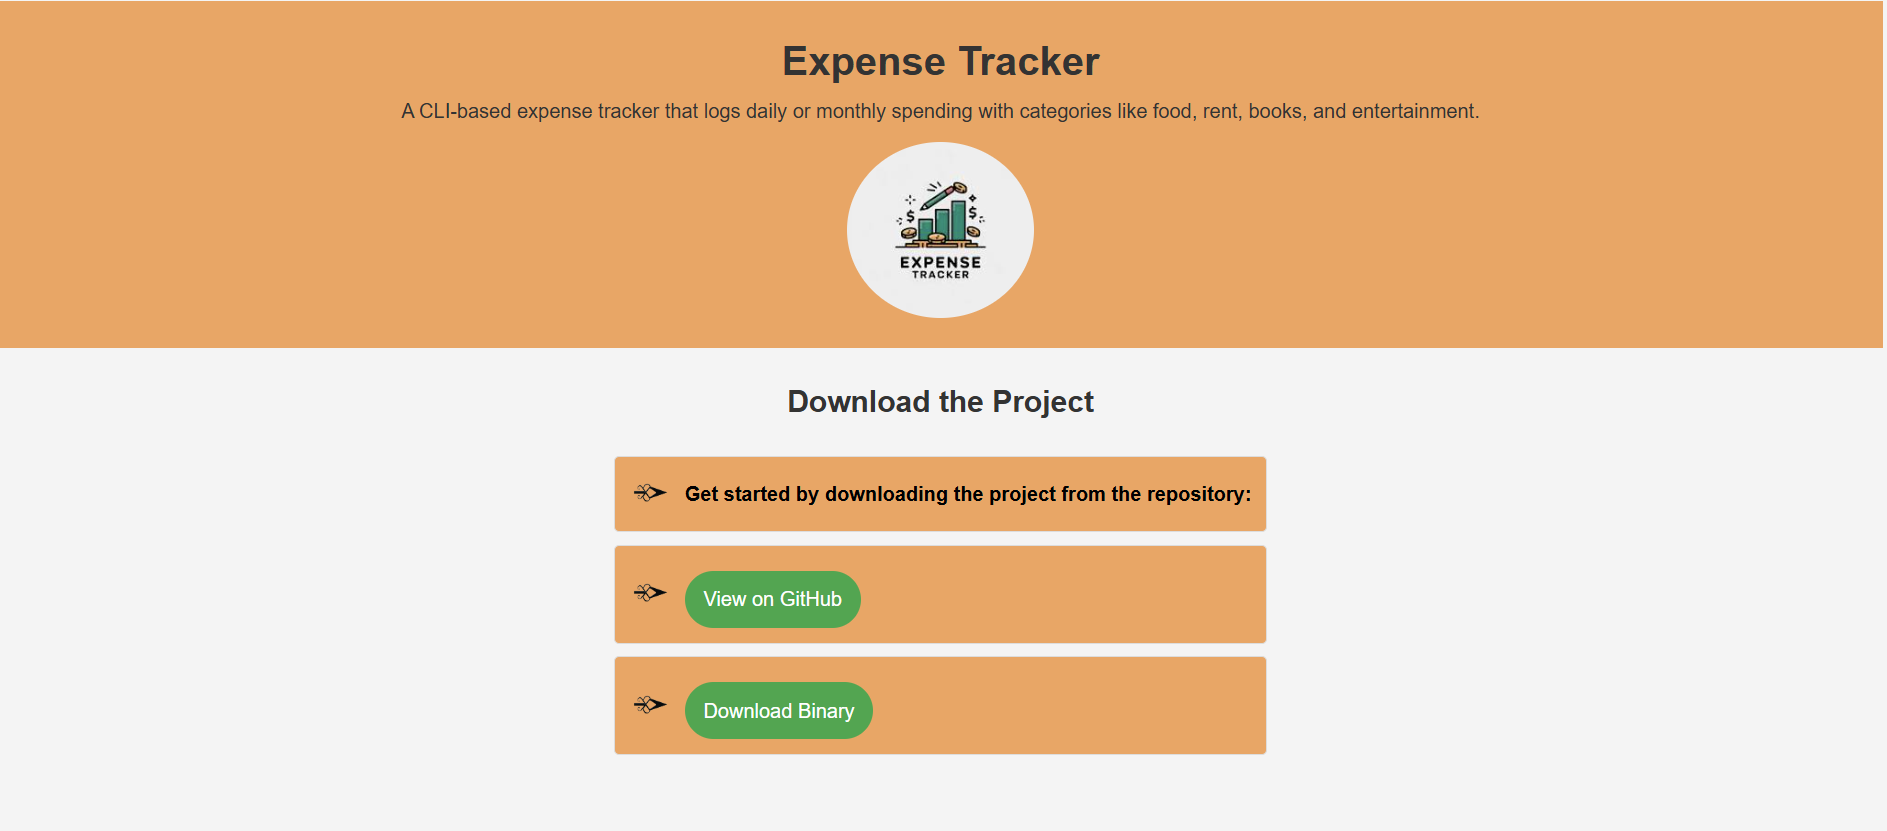 Expense Tracker
A CLI-based expense tracker that logs daily or monthly spending with categories like food, rent, books, and entertainment.
$ $
EXPENSE
TRACKER
Download the Project
Get started by downloading the project from the repository:
View on GitHub
Download Binary